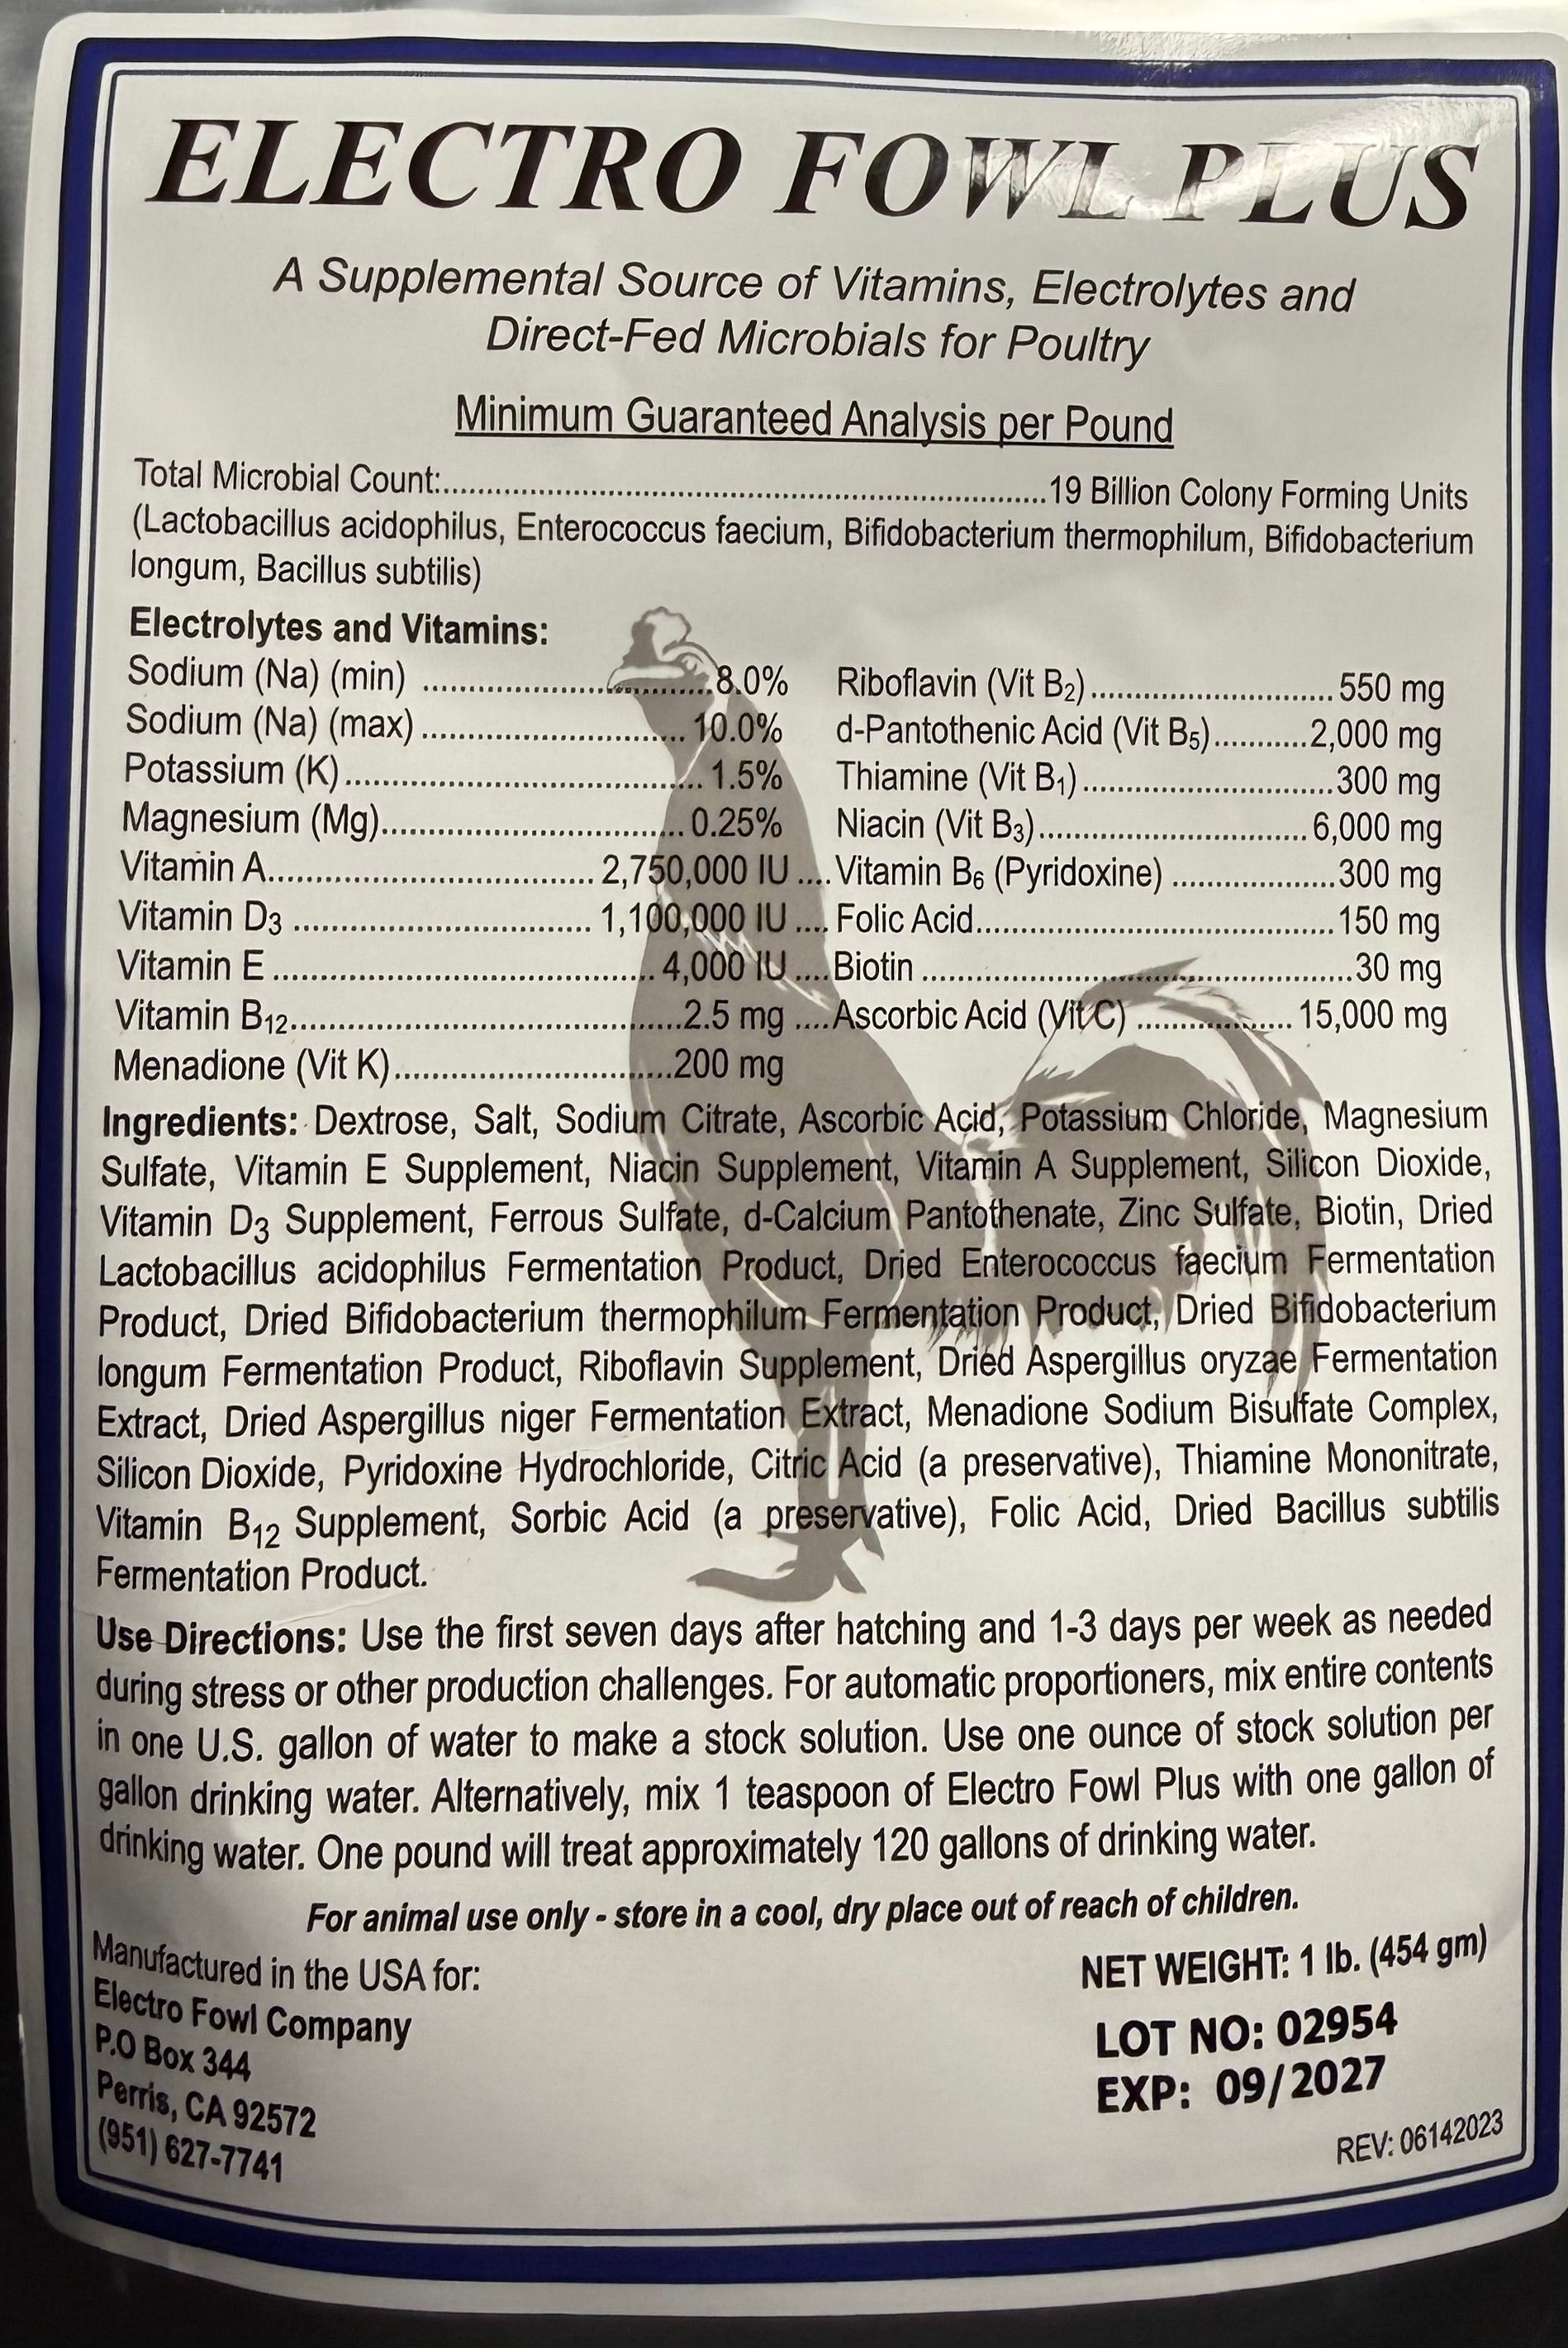 ELECTRO FOWL PLUS
A Supplemental Source of Vitamins, Electrolytes and
Direct-Fed Microbials for Poultry
Minimum Guaranteed Analysis per Pound
Total Microbial Count:..........19 Billion Colony Forming Units
(Lactobacillus acidophilus, Enterococcus faecium, Bifidobacterium thermophilum, Bifidobacterium
longum, Bacillus subtilis)
Electrolytes and Vitamins:
Sodium (Na) (min) ..........8.0% Riboflavin (Vit B₂)..........550 mg
Sodium (Na) (max)..........10.0% d-Pantothenic Acid (Vit B₅)..........2,000 mg
Potassium (K)..........1.5% Thiamine (Vit B₁)..........300 mg
Magnesium (Mg)..........0.25% Niacin (Vit B₃)..........6,000 mg
Vitamin A..........2,750,000 IU ....Vitamin B₆ (Pyridoxine) ..........300 mg
Vitamin D₃ ..........1,100,000 IU .... Folic Acid..........150 mg
Vitamin E..........4,000 IU ....Biotin ..........30 mg
Vitamin B₁₂..........2.5 mg ....Ascorbic Acid (Vit C) ..........15,000 mg
Menadione (Vit K)..........200 mg
Ingredients: Dextrose, Salt, Sodium Citrate, Ascorbic Acid, Potassium Chloride, Magnesium
Sulfate, Vitamin E Supplement, Niacin Supplement, Vitamin A Supplement, Silicon Dioxide,
Vitamin D₃ Supplement, Ferrous Sulfate, d-Calcium Pantothenate, Zinc Sulfate, Biotin, Dried
Lactobacillus acidophilus Fermentation Product, Dried Enterococcus faecium Fermentation
Product, Dried Bifidobacterium thermophilum Fermentation Product, Dried Bifidobacterium
longum Fermentation Product, Riboflavin Supplement, Dried Aspergillus oryzae Fermentation
Extract, Dried Aspergillus niger Fermentation Extract, Menadione Sodium Bisulfate Complex,
Silicon Dioxide, Pyridoxine Hydrochloride, Citric Acid (a preservative), Thiamine Mononitrate,
Vitamin B₁₂ Supplement, Sorbic Acid (a preservative), Folic Acid, Dried Bacillus subtilis
Fermentation Product.
Use Directions: Use the first seven days after hatching and 1-3 days per week as needed
during stress or other production challenges. For automatic proportioners, mix entire contents
in one U.S. gallon of water to make a stock solution. Use one ounce of stock solution per
gallon drinking water. Alternatively, mix 1 teaspoon of Electro Fowl Plus with one gallon of
drinking water. One pound will treat approximately 120 gallons of drinking water.
For animal use only - store in a cool, dry place out of reach of children.
Manufactured in the USA for:
Electro Fowl Company
P.O Box 344
Perris, CA 92572
(951) 627-7741
NET WEIGHT: 1 lb. (454 gm)
LOT NO: 02954
EXP: 09/2027
REV: 06142023